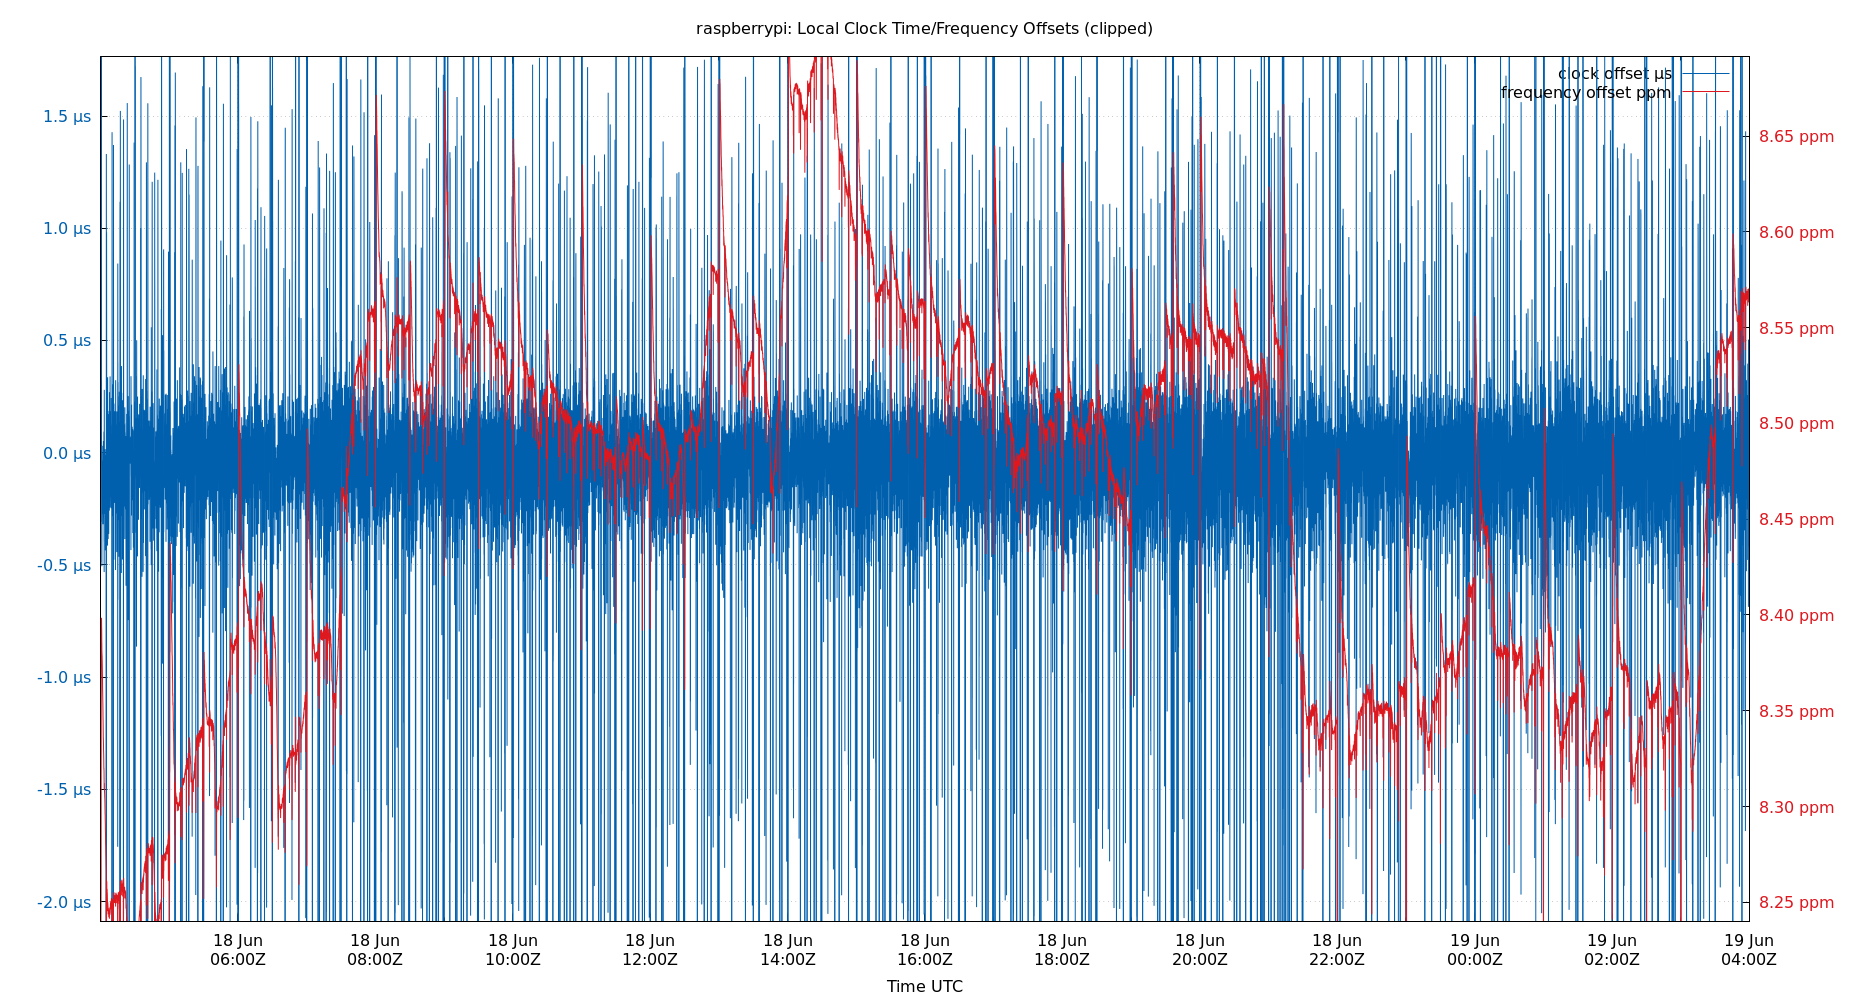 raspberrypi: Local Clock Time/Frequency Offsets (clipped)
clock offset µs
frequency offset ppm
1.5 µs
1.0 µs
0.5 µs
0.0 µs
-0.5 µs
-1.0 µs
-1.5 µs
-2.0 µs
8.65 ppm
8.60 ppm
8.55 ppm
8.50 ppm
8.45 ppm
8.40 ppm
8.35 ppm
8.30 ppm
8.25 ppm
18 Jun 18 Jun 18 Jun 18 Jun 18 Jun 18 Jun 18 Jun 18 Jun 18 Jun 19 Jun 19 Jun 19 Jun
06:00Z 08:00Z 10:00Z 12:00Z 14:00Z 16:00Z 18:00Z 20:00Z 22:00Z 00:00Z 02:00Z 04:00Z
Time UTC